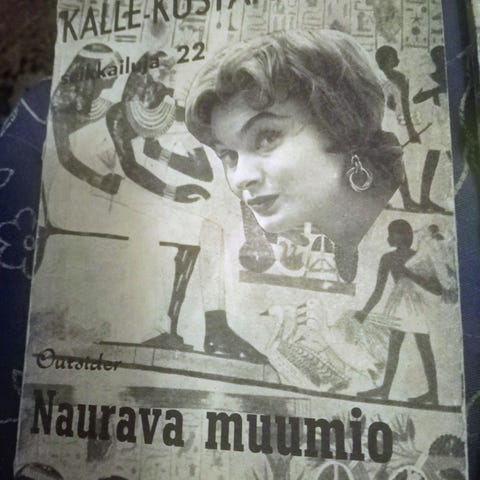 KALLE-KUSTA
seikkailuja 22
Outsider
Naurava muumio